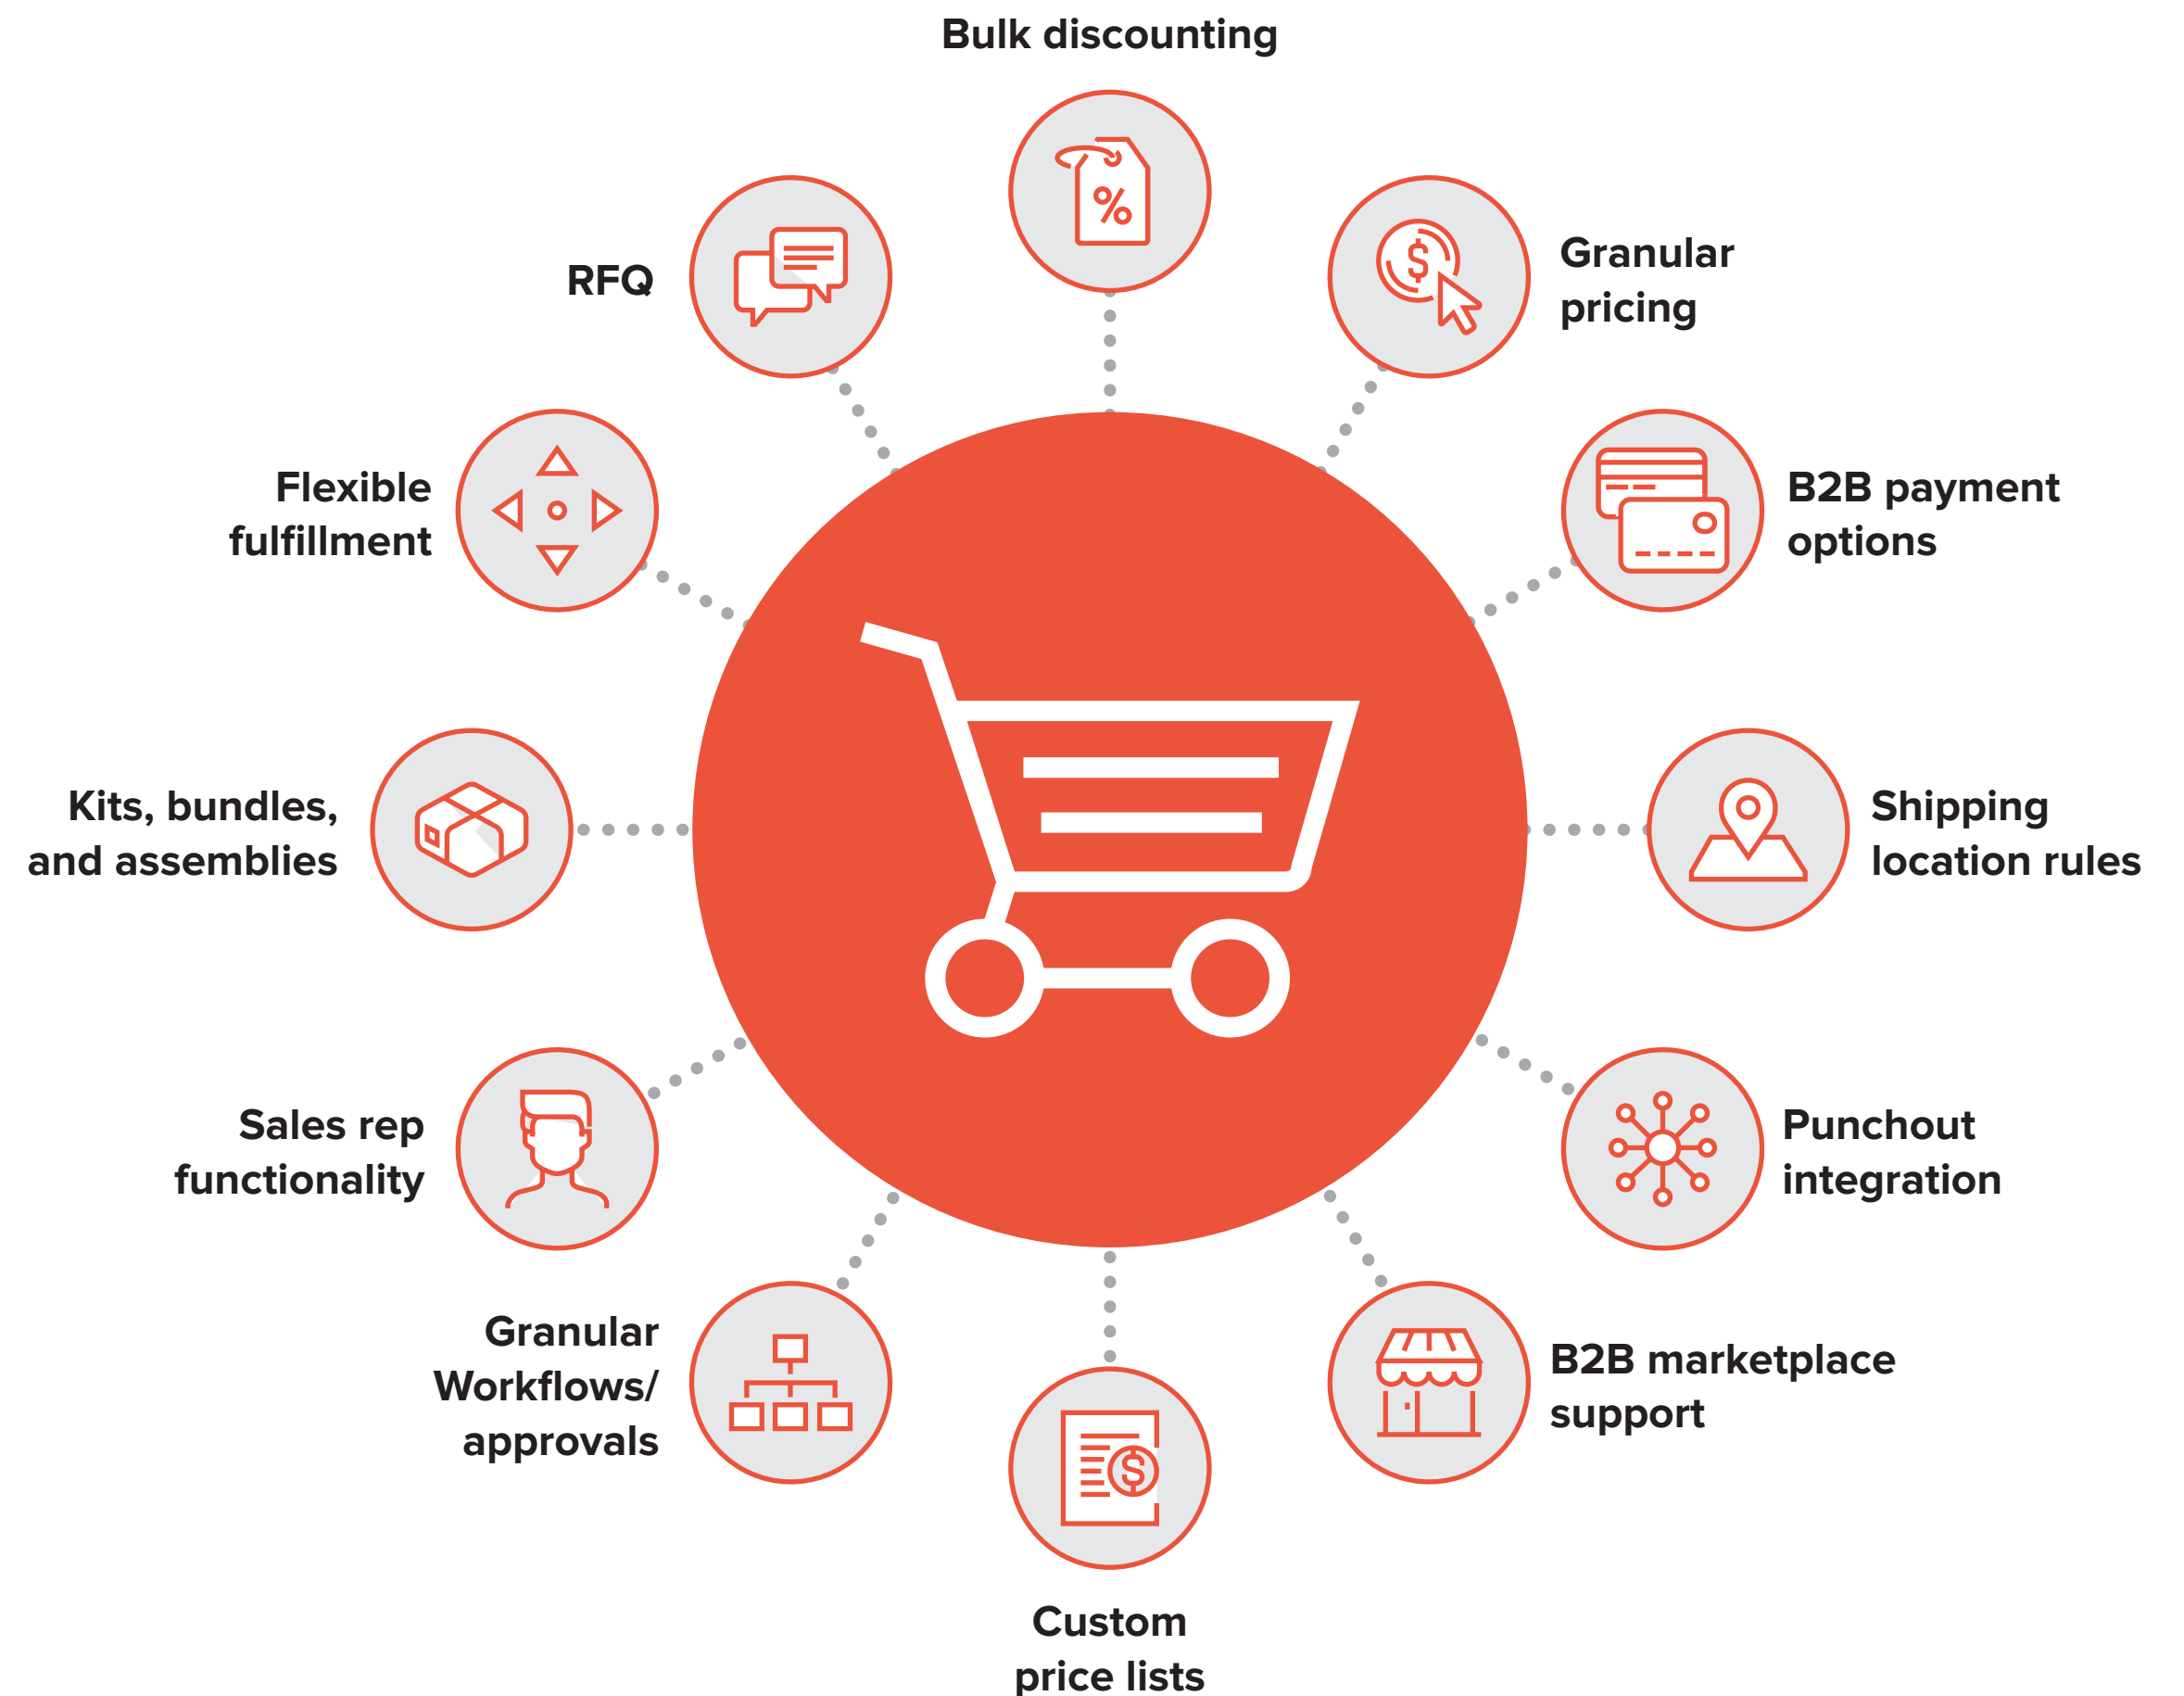 Bulk discounting
Granular
pricing
B2B payment
options
Shipping
location rules
Punchout
integration
B2B marketplace
support
Custom
price lists
Granular
Workflows/
approvals
Sales rep
functionality
Kits, bundles,
and assemblies
Flexible
fulfillment
RFQ